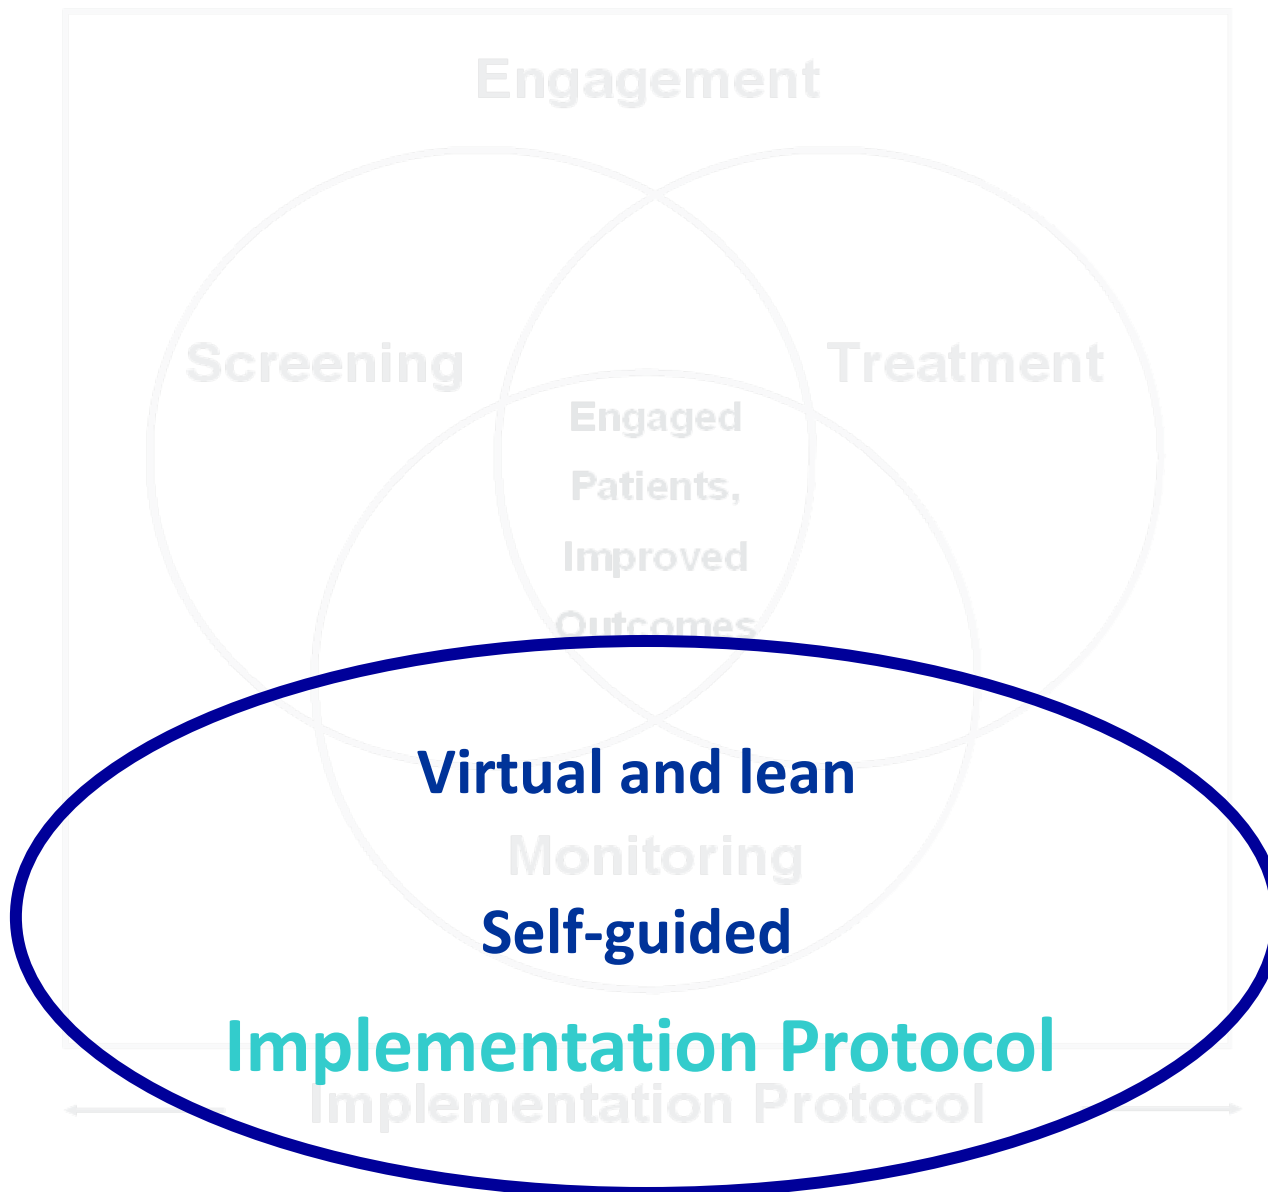 Engagement
Screening
Treatment
Engaged
Patients,
Improved
Outcomes
Virtual and lean
Monitoring
Self-guided
Implementation Protocol
Implementation Protocol